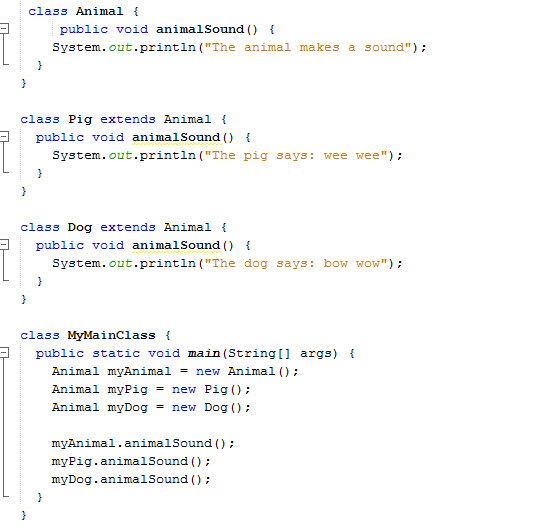 class Animal {
public void animalSound() {
System.out.println("The animal makes a sound");
}
}
class Pig extends Animal {
public void animalSound() {
System.out.println("The pig says: wee wee");
}
}
class Dog extends Animal {
public void animalSound() {
System.out.println("The dog says: bow wow");
}
}
class MyMainClass {
public static void main(String[] args) {
Animal myAnimal = new Animal();
Animal myPig = new Pig();
Animal myDog = new Dog();
myAnimal.animalSound();
myPig.animalSound();
myDog.animalSound();
}
}